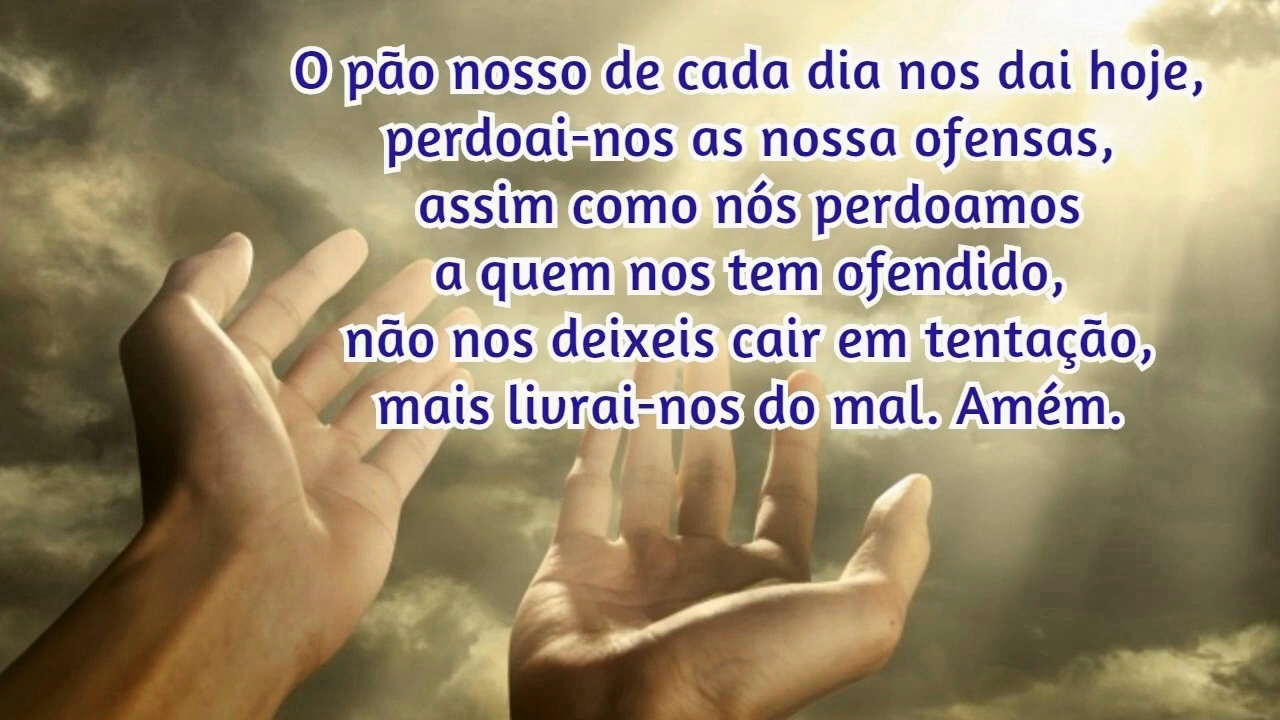 O pão nosso de cada dia nos dai hoje,
perdoai-nos as nossa ofensas,
assim como nós perdoamos
a quem nos tem ofendido,
não nos deixeis cair em tentação,
mais livrai-nos do mal. Amém.